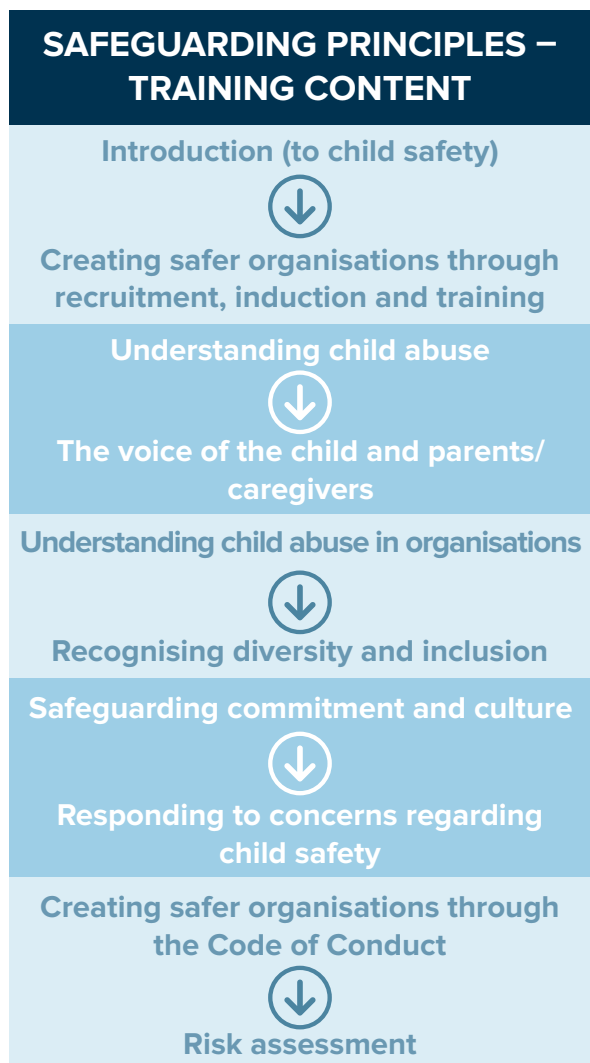 SAFEGUARDING PRINCIPLES –
TRAINING CONTENT
Introduction (to child safety)
Creating safer organisations through
recruitment, induction and training
Understanding child abuse
The voice of the child and parents/
caregivers
Understanding child abuse in organisations
Recognising diversity and inclusion
Safeguarding commitment and culture
Responding to concerns regarding
child safety
Creating safer organisations through
the Code of Conduct
Risk assessment